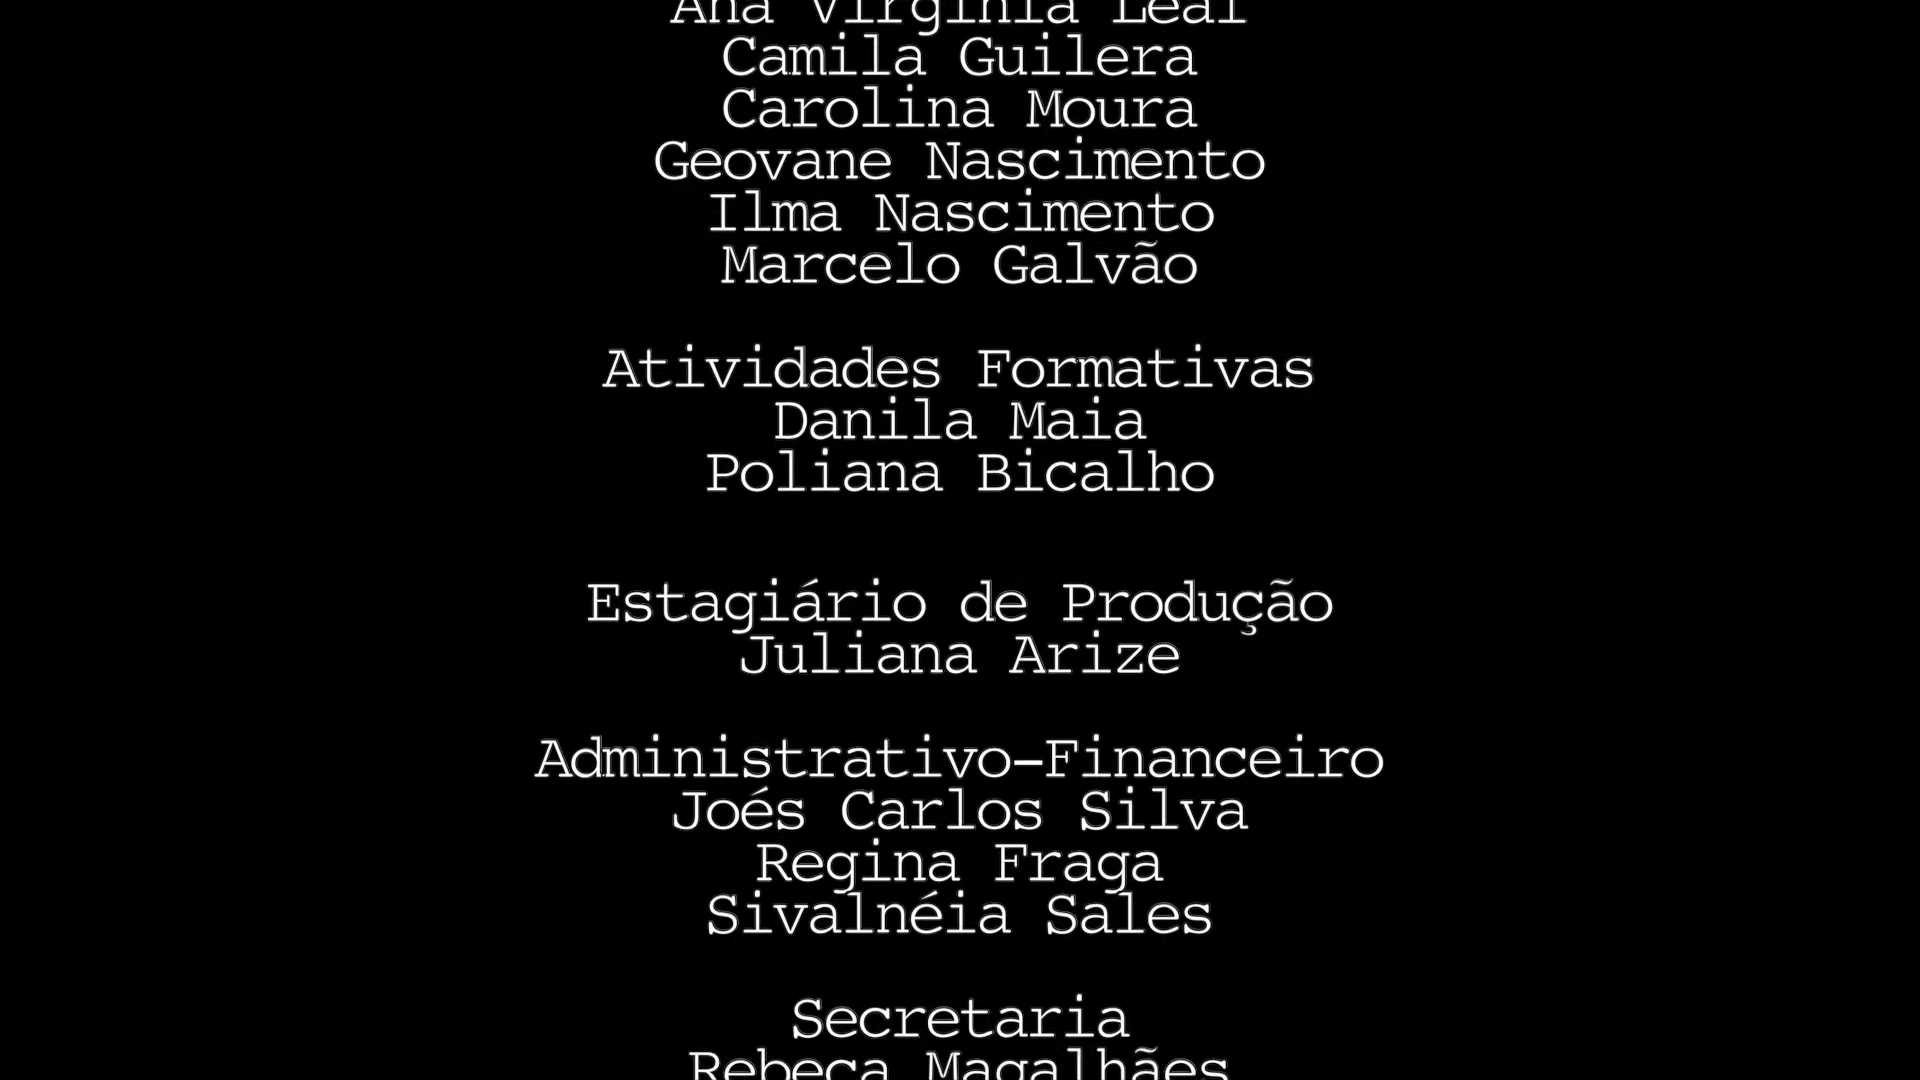 Ana Virgínia Leal
Camila Guilera
Carolina Moura
Geovane Nascimento
Ilma Nascimento
Marcelo Galvão
Atividades Formativas
Danila Maia
Poliana Bicalho
Estagiário de Produção
Juliana Arize
Administrativo-Financeiro
Joés Carlos Silva
Regina Fraga
Sivalnéia Sales
Secretaria
Rebeca Magalhães